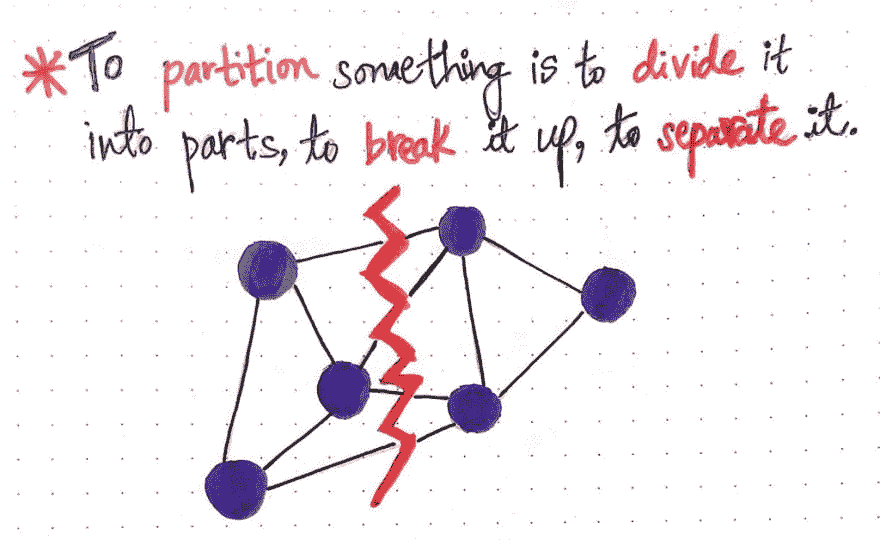 *To partition something is to divide it
into parts, to break it up, to separate it.